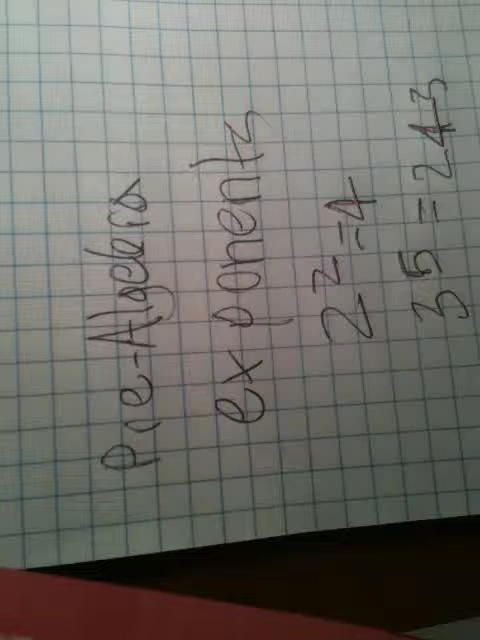 Pre-Algebra
exponents
2² = 4
3⁵ = 243